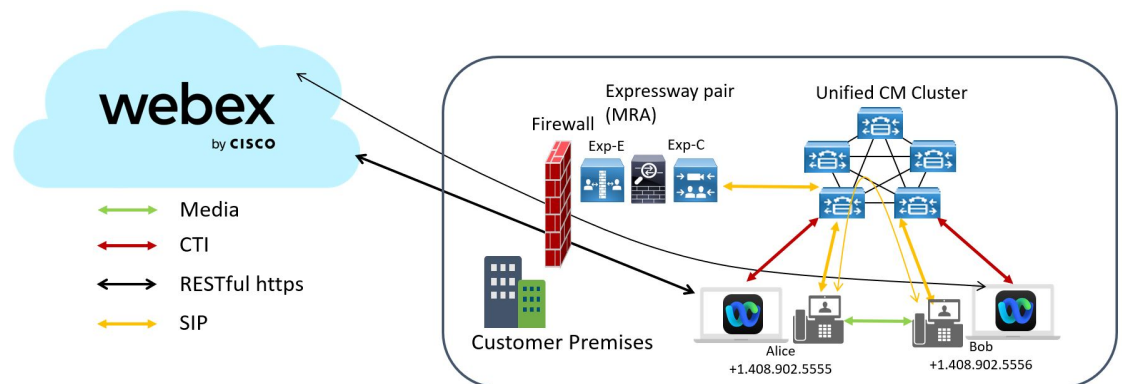 webex
by CISCO
Media
CTI
RESTful https
SIP
Expressway pair
(MRA)
Firewall
Exp-E
Exp-C
Unified CM Cluster
Customer Premises
Alice
+1.408.902.5555
Bob
+1.408.902.5556